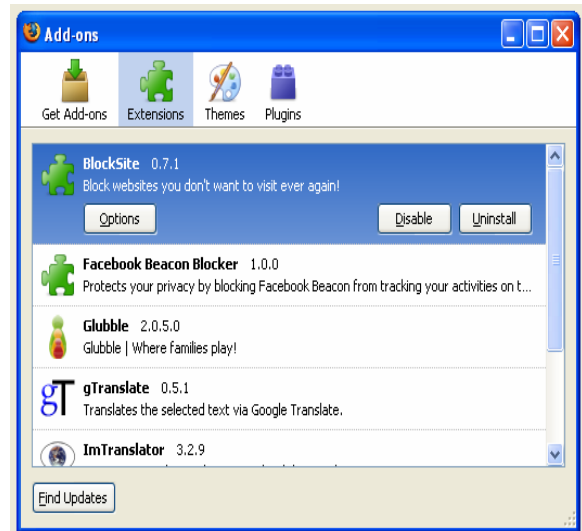 Add-ons
Get Add-ons Extensions Themes Plugins
BlockSite 0.7.1
Block websites you don't want to visit ever again!
Options Disable Uninstall
Facebook Beacon Blocker 1.0.0
Protects your privacy by blocking Facebook Beacon from tracking your activities on t...
Glubble 2.0.5.0
Glubble | Where families play!
gTranslate 0.5.1
gT
Translates the selected text via Google Translate.
ImTranslator 3.2.9
Find Updates